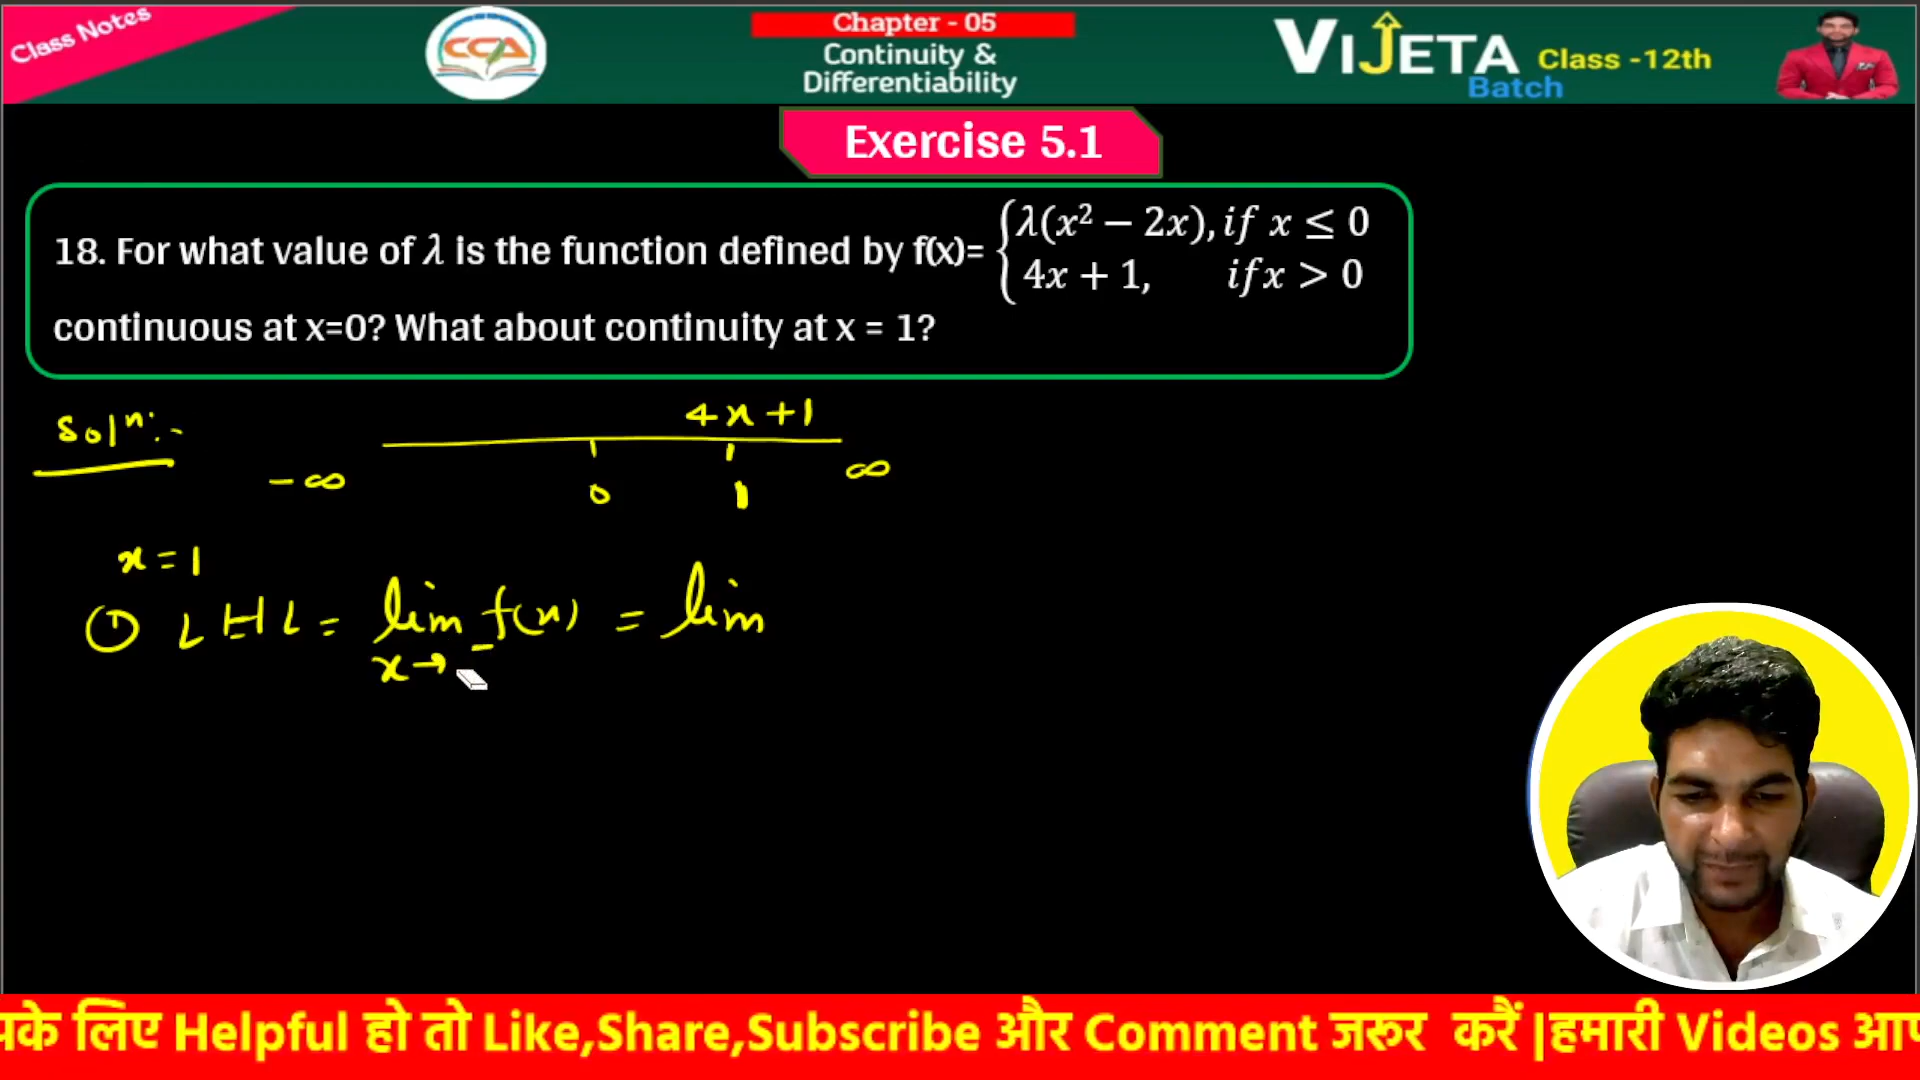 Class Notes
CCA
Chapter - 05
Continuity &
Differentiability
VIJETA Class -12th
Batch
Exercise 5.1
18. For what value of λ is the function defined by f(x)= {λ(x² − 2x), if x ≤ 0
4x + 1, if x > 0
continuous at x=0? What about continuity at x = 1?
Solⁿ:-
4x+1
-∞ 0 1 ∞
x=1
① LHL = lim f(x) = lim
x→ -
के लिए Helpful हो तो Like,Share,Subscribe और Comment जरूर करें |हमारी Videos